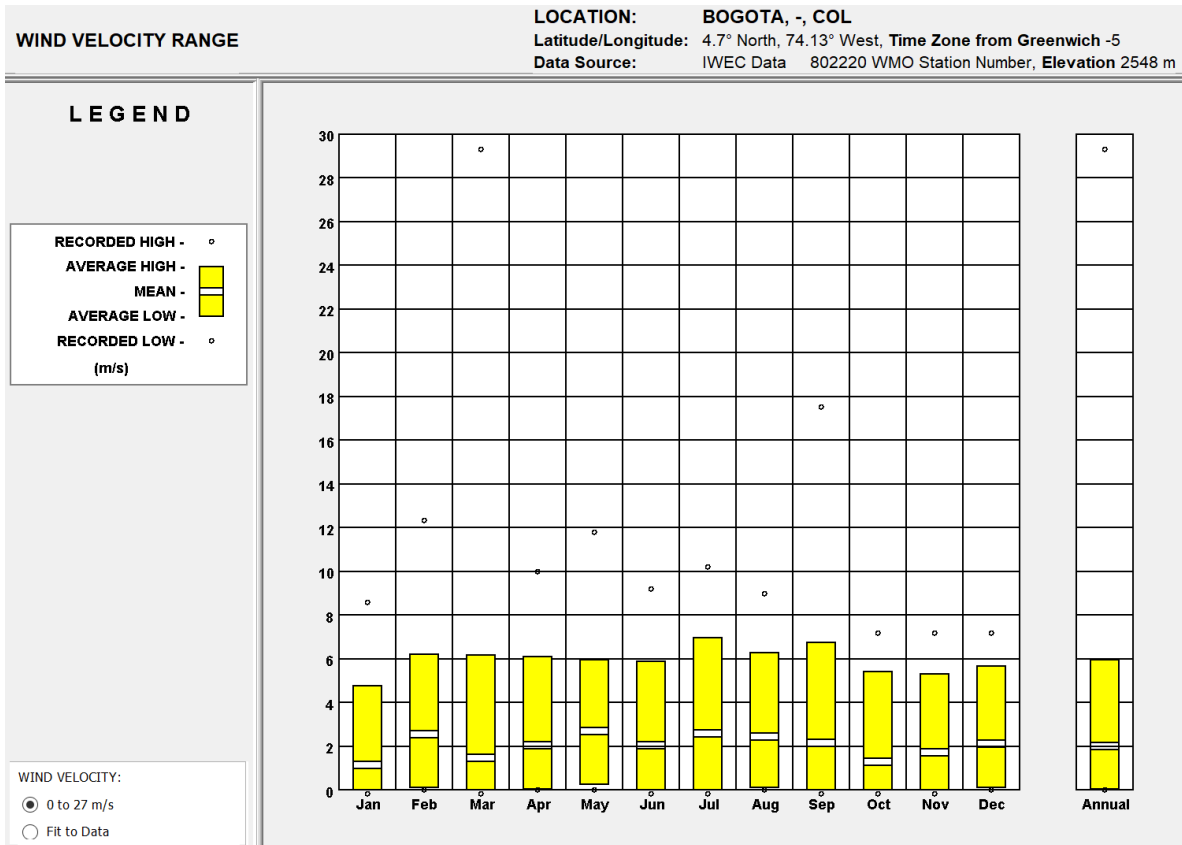 WIND VELOCITY RANGE
LOCATION: BOGOTA, -, COL
Latitude/Longitude: 4.7° North, 74.13° West, Time Zone from Greenwich -5
Data Source: IWEC Data 802220 WMO Station Number, Elevation 2548 m
LEGEND
RECORDED HIGH -
AVERAGE HIGH -
MEAN -
AVERAGE LOW -
RECORDED LOW -
(m/s)
WIND VELOCITY:
0 to 27 m/s
Fit to Data
30
28
26
24
22
20
18
16
14
12
10
8
6
4
2
0
Jan Feb Mar Apr May Jun Jul Aug Sep Oct Nov Dec Annual